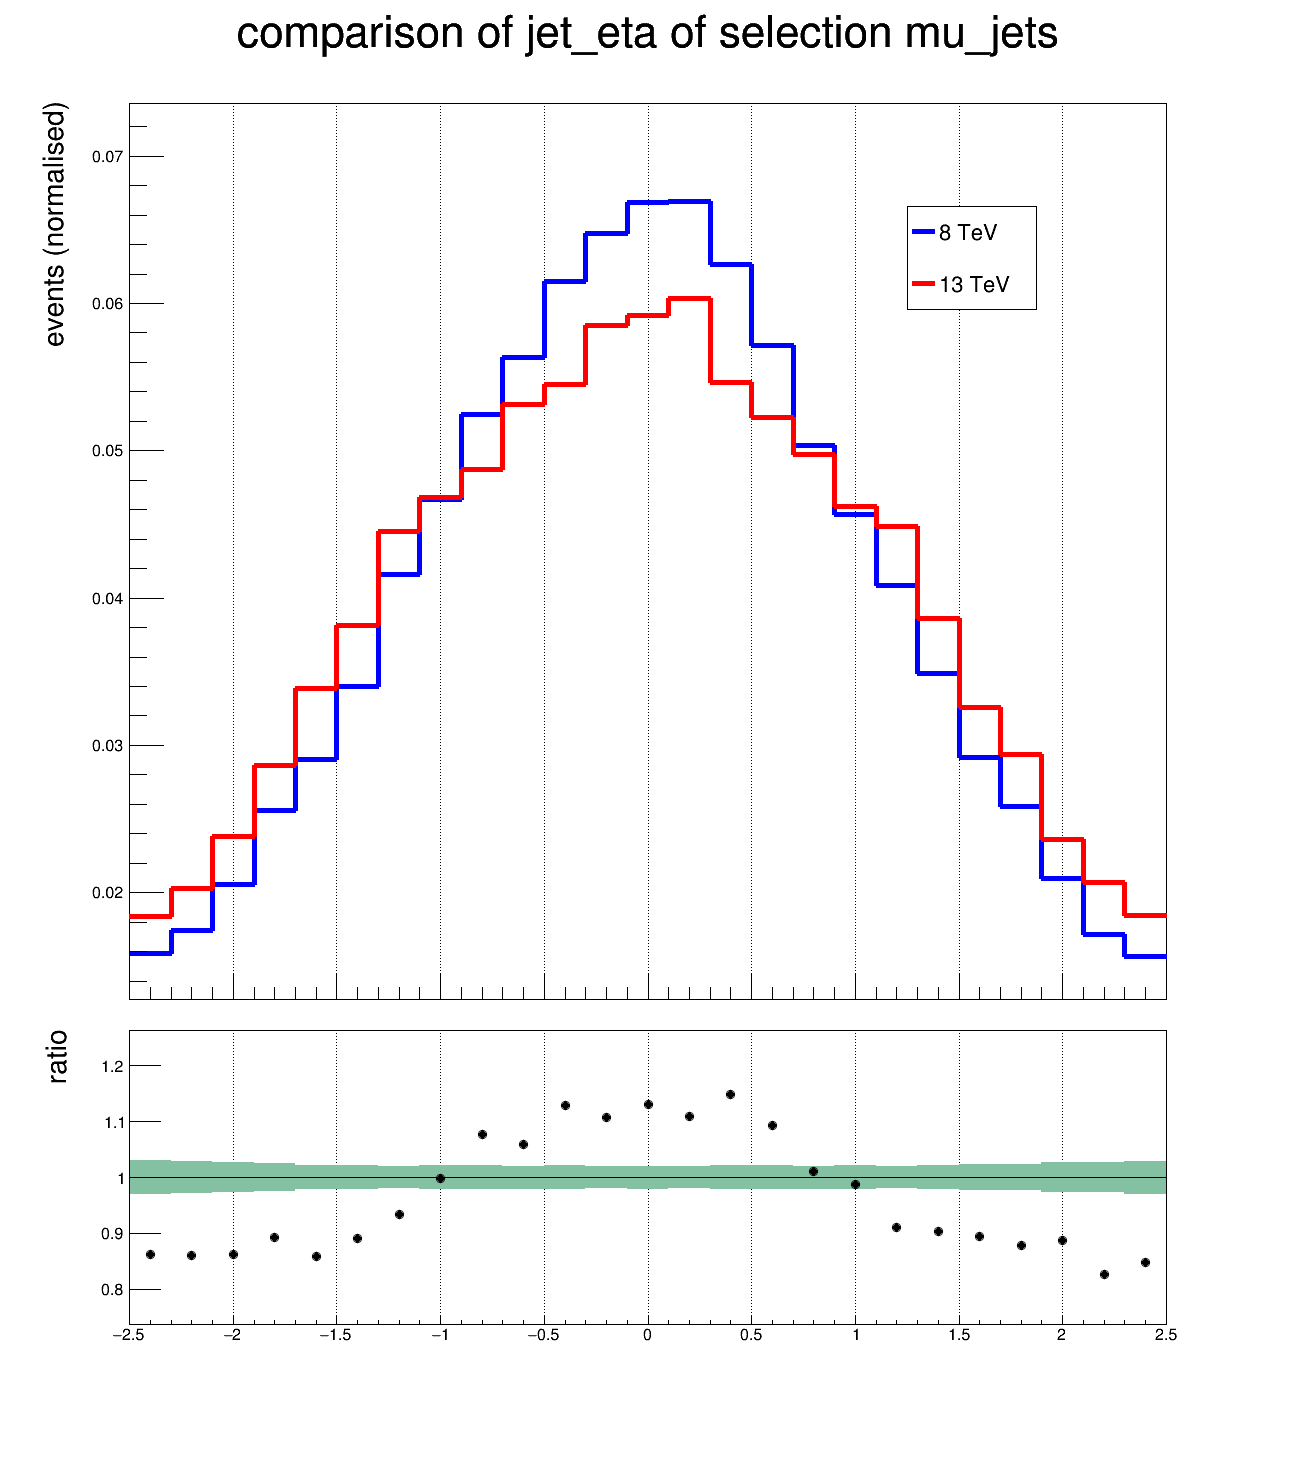 comparison of jet_eta of selection mu_jets
events (normalised)
0.07
0.06
0.05
0.04
0.03
0.02
8 TeV
13 TeV
ratio
1.2
1.1
1
0.9
0.8
−2.5 −2 −1.5 −1 −0.5 0 0.5 1 1.5 2 2.5